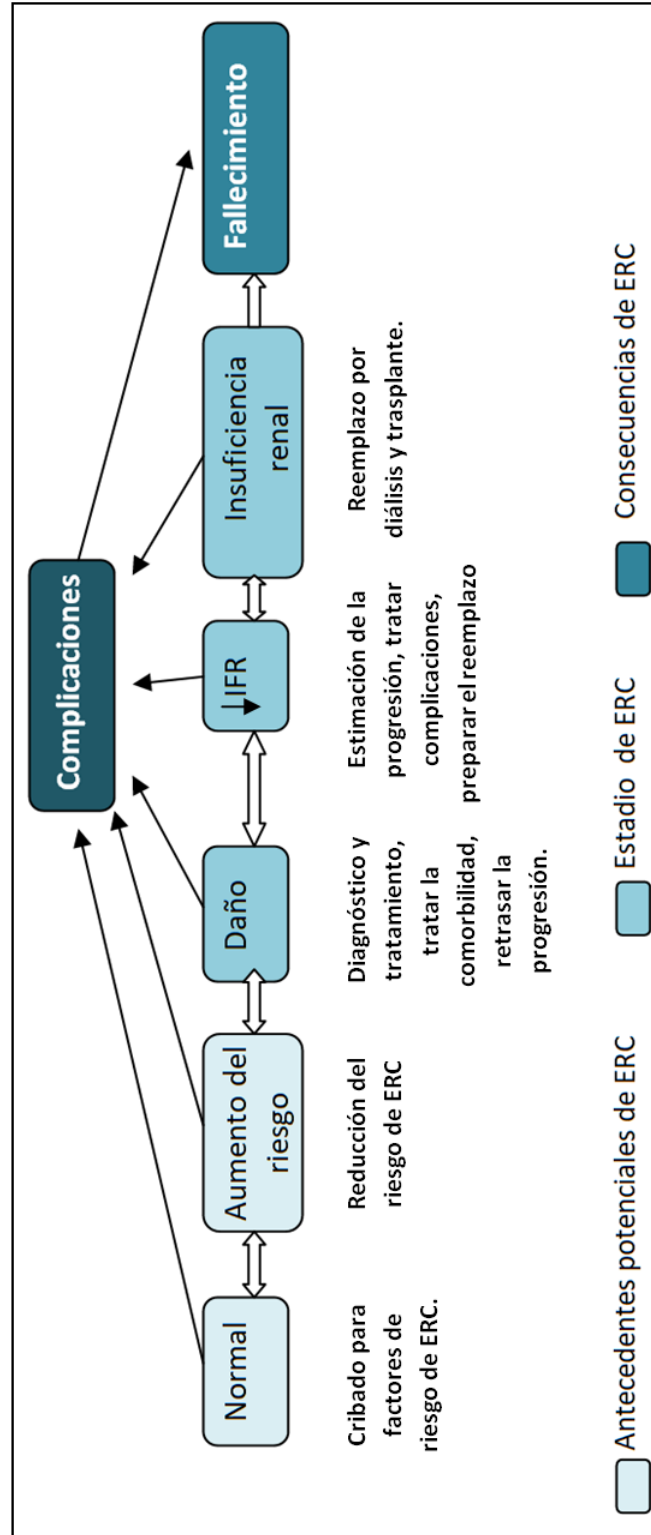 Complicaciones
Normal
Aumento del
riesgo
Daño
↓IFR
Insuficiencia
renal
Fallecimiento
Cribado para
factores de
riesgo de ERC.
Reducción del
riesgo de ERC
Diagnóstico y
tratamiento,
tratar la
comorbilidad,
retrasar la
progresión.
Estimación de la
progresión, tratar
complicaciones,
preparar el reemplazo
Reemplazo por
diálisis y trasplante.
Antecedentes potenciales de ERC
Estadio de ERC
Consecuencias de ERC